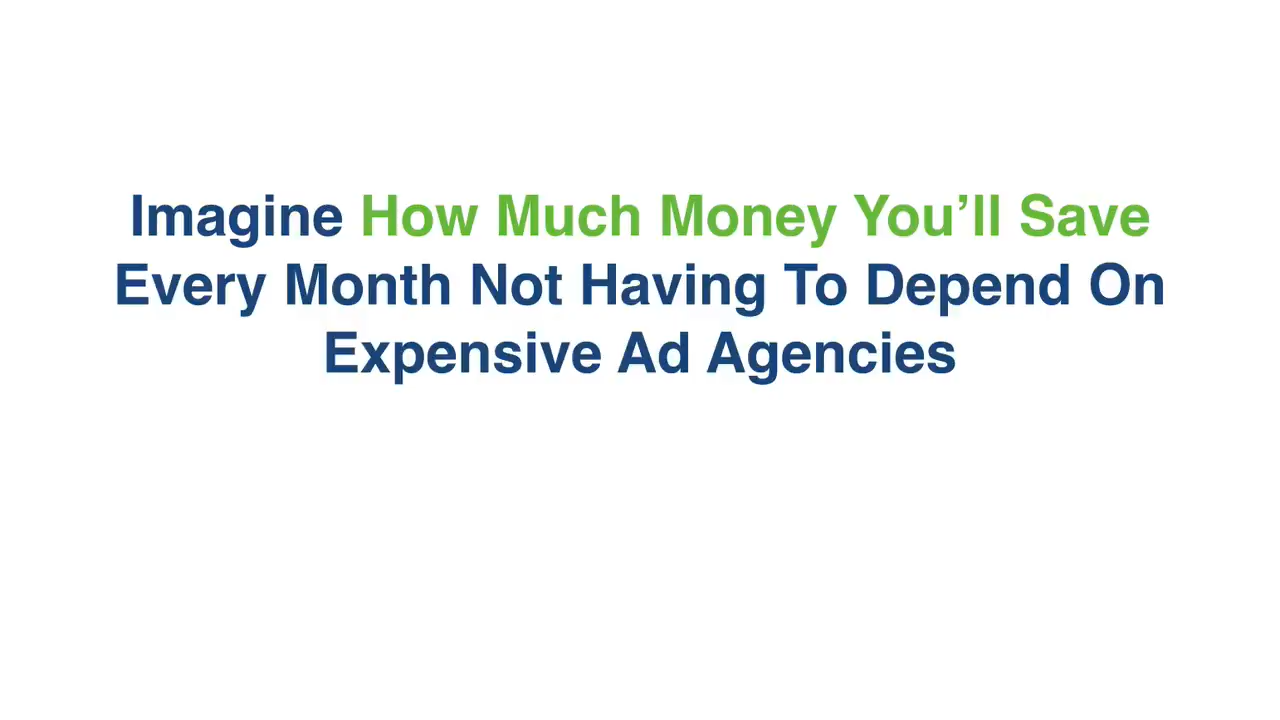 Imagine How Much Money You’ll Save
Every Month Not Having To Depend On
Expensive Ad Agencies